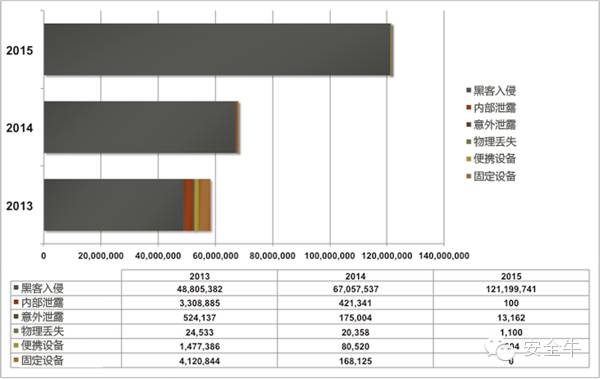 2015
2014
2013
0 20,000,000 40,000,000 60,000,000 80,000,000 100,000,000 120,000,000 140,000,000
黑客入侵
内部泄露
意外泄露
物理丢失
便携设备
固定设备
2013 2014 2015
黑客入侵 48,805,382 67,057,537 121,199,741
内部泄露 3,308,885 421,341 100
意外泄露 524,137 175,004 13,162
物理丢失 24,533 20,358 1,100
便携设备 1,477,386 80,520
固定设备 4,120,844 168,125 0
安全牛